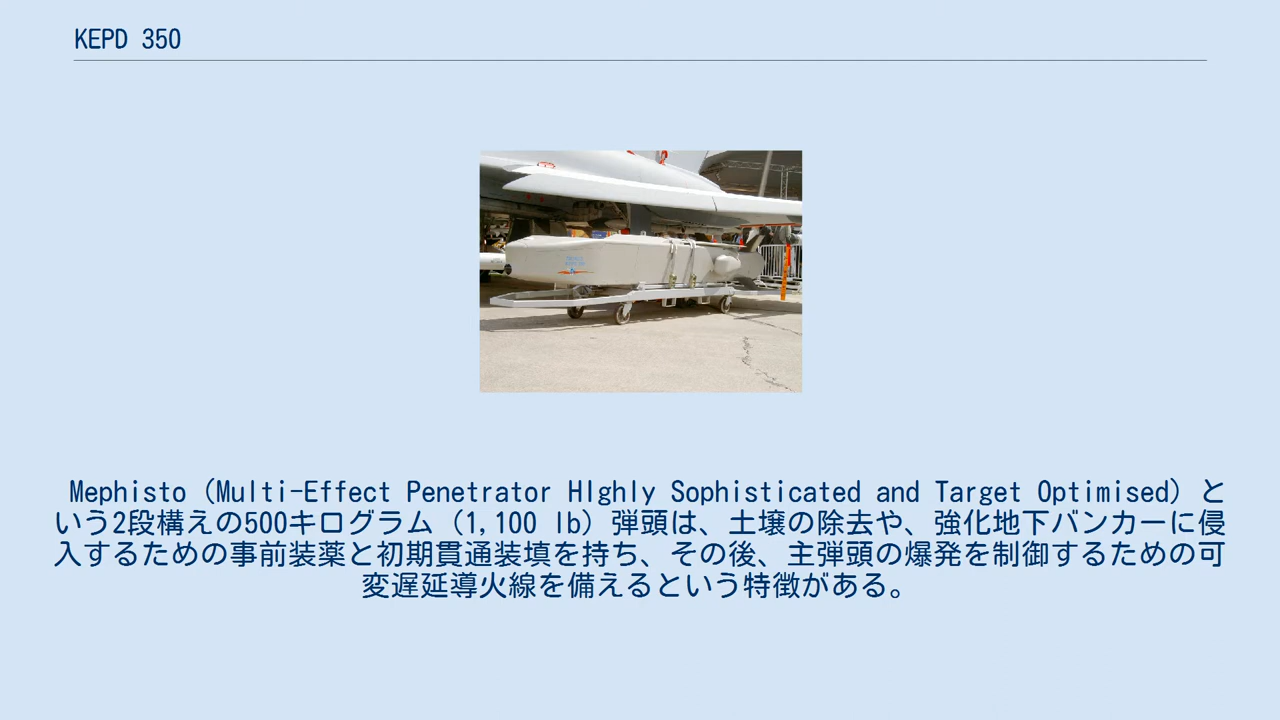 KEPD 350
Mephisto (Multi-Effect Penetrator HIghly Sophisticated and Target Optimised) と
いう2段構えの500キログラム (1,100 lb) 弾頭は、土壌の除去や、強化地下バンカーに侵
入するための事前装薬と初期貫通装填を持ち、その後、主弾頭の爆発を制御するための可
変遅延導火線を備えるという特徴がある。